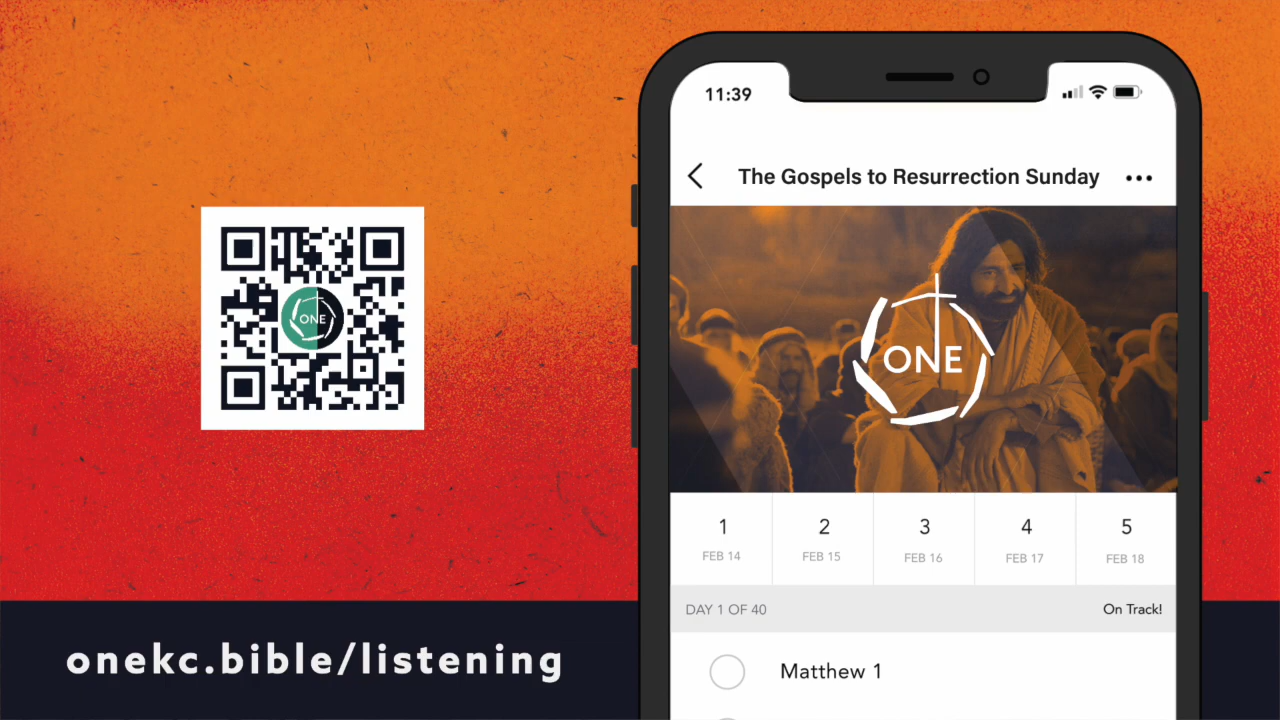 ONE
onekc.bible/listening
11:39
The Gospels to Resurrection Sunday
ONE
1 2 3 4 5
FEB 14 FEB 15 FEB 16 FEB 17 FEB 18
DAY 1 OF 40 On Track!
Matthew 1